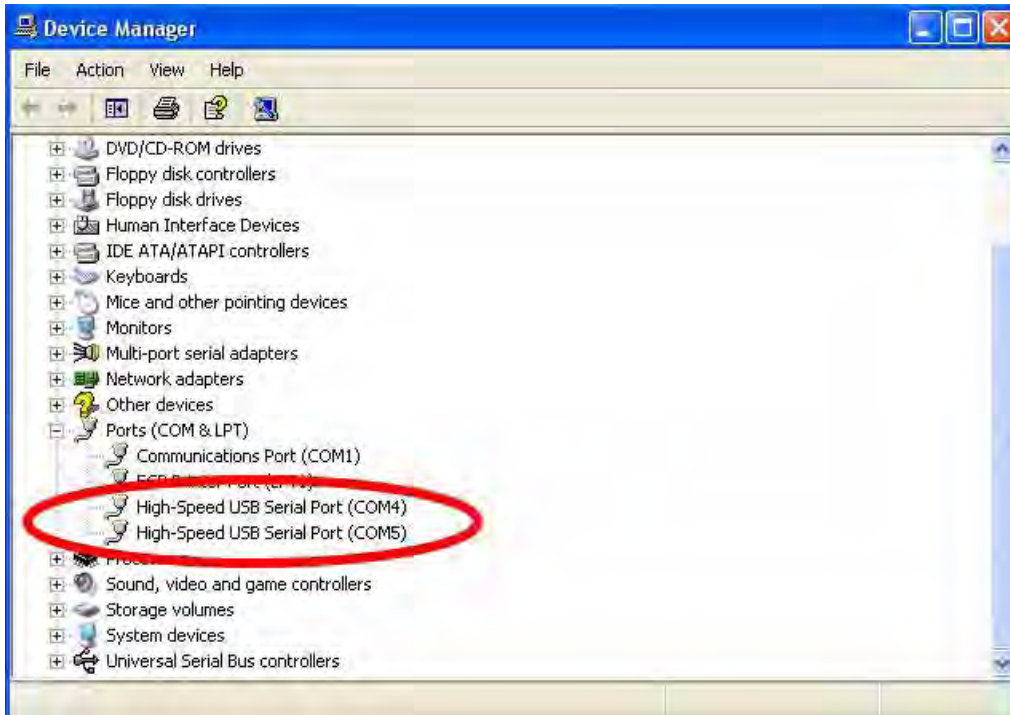 Device Manager
File Action View Help
DVD/CD-ROM drives
Floppy disk controllers
Floppy disk drives
Human Interface Devices
IDE ATA/ATAPI controllers
Keyboards
Mice and other pointing devices
Monitors
Multi-port serial adapters
Network adapters
Other devices
Ports (COM & LPT)
Communications Port (COM1)
Port
High-Speed USB Serial Port (COM4)
High-Speed USB Serial Port (COM5)
Sound, video and game controllers
Storage volumes
System devices
Universal Serial Bus controllers